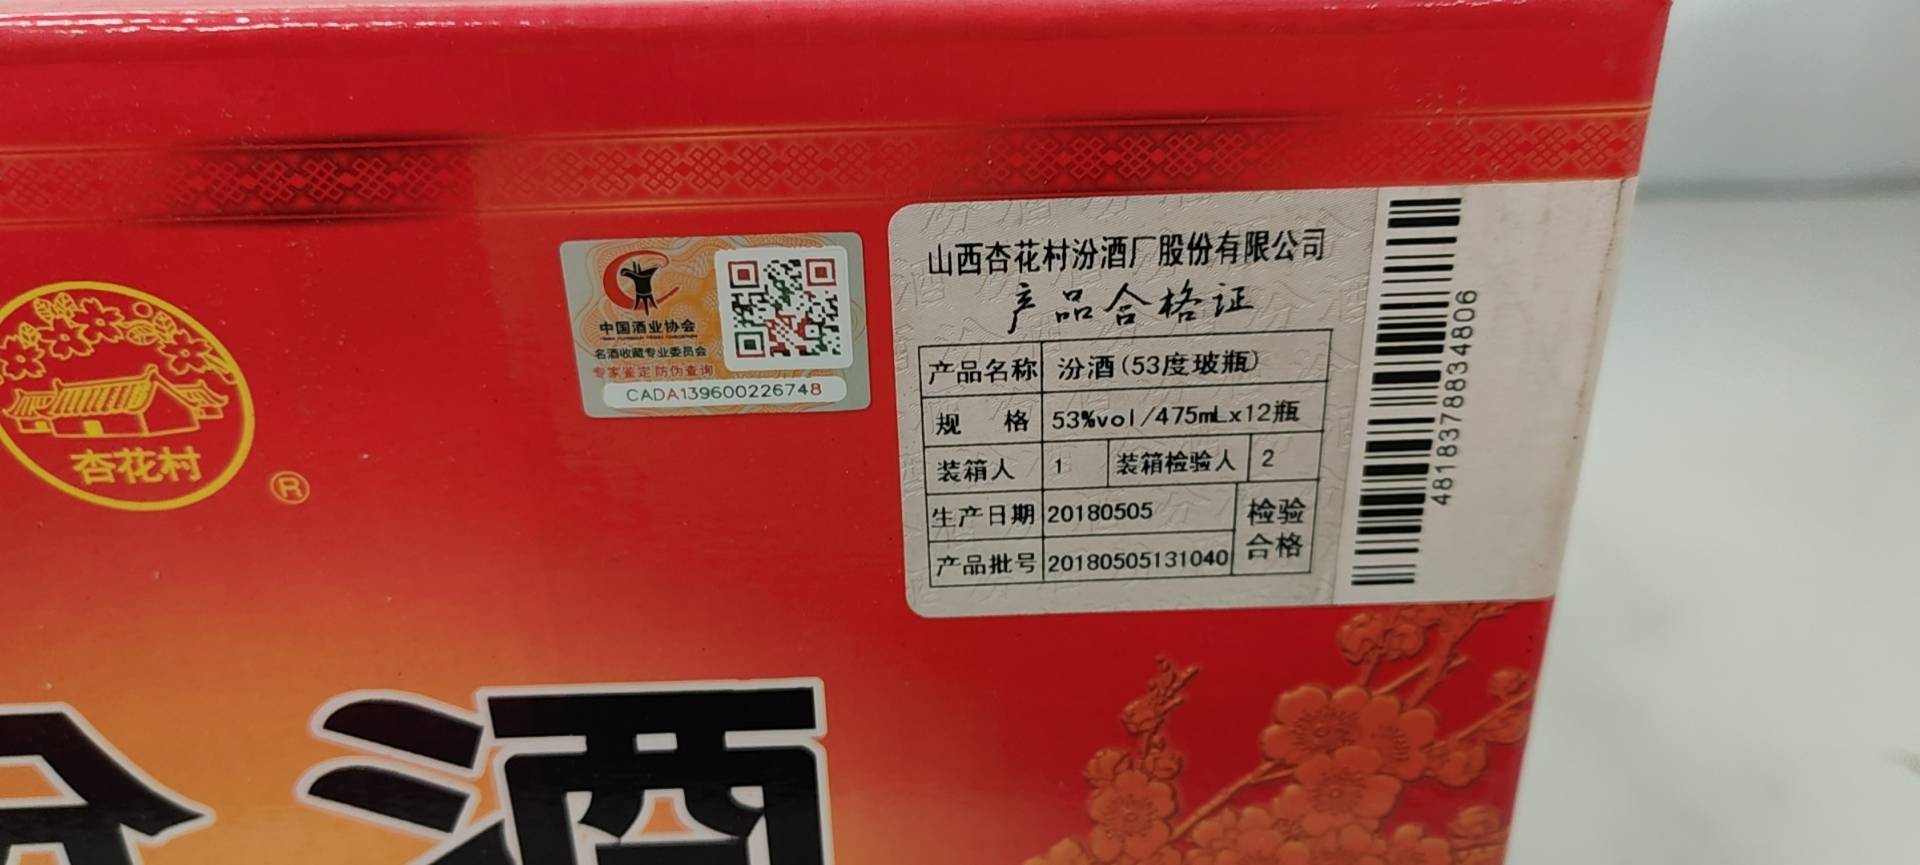 杏花村
®
中国酒业协会
名酒收藏专业委员会
专家鉴定 防伪查询
CADA139600226748
山西杏花村汾酒厂股份有限公司
产品合格证
产品名称 汾酒(53度玻瓶)
规 格 53%vol/475mLx12瓶
装箱人 1 装箱检验人 2
生产日期 20180505 检验
产品批号 20180505131040 合格
481837883834806
汾酒